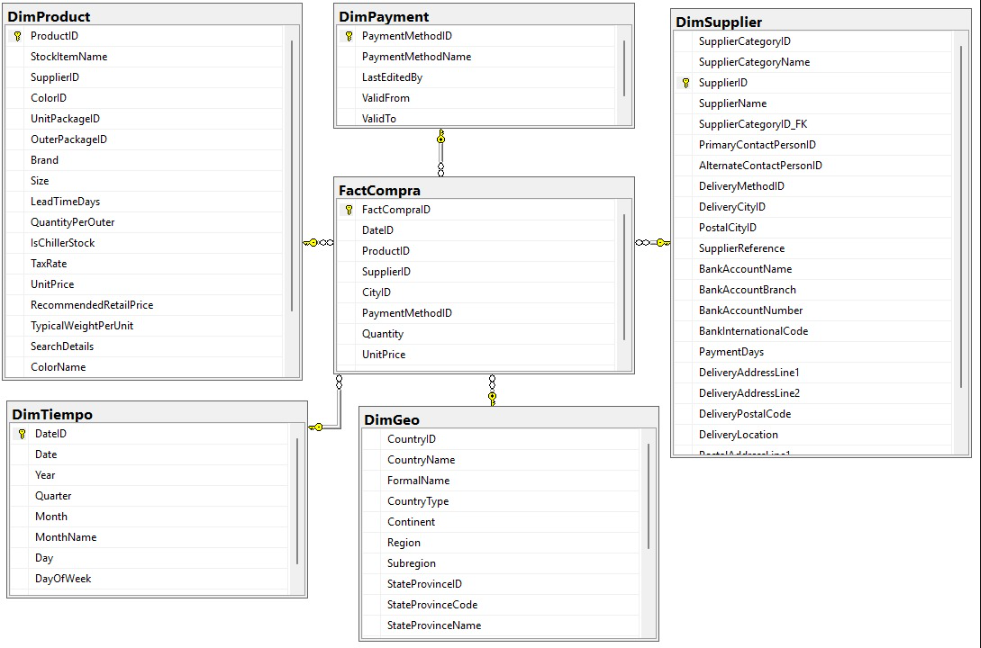 DimProduct
ProductID
StockItemName
SupplierID
ColorID
UnitPackageID
OuterPackageID
Brand
Size
LeadTimeDays
QuantityPerOuter
IsChillerStock
TaxRate
UnitPrice
RecommendedRetailPrice
TypicalWeightPerUnit
SearchDetails
ColorName
DimPayment
PaymentMethodID
PaymentMethodName
LastEditedBy
ValidFrom
ValidTo
DimSupplier
SupplierCategoryID
SupplierCategoryName
SupplierID
SupplierName
SupplierCategoryID_FK
PrimaryContactPersonID
AlternateContactPersonID
DeliveryMethodID
DeliveryCityID
PostalCityID
SupplierReference
BankAccountName
BankAccountBranch
BankAccountNumber
BankInternationalCode
PaymentDays
DeliveryAddressLine1
DeliveryAddressLine2
DeliveryPostalCode
DeliveryLocation
PostalAddressLine1
FactCompra
FactCompraID
DateID
ProductID
SupplierID
CityID
PaymentMethodID
Quantity
UnitPrice
DimTiempo
DateID
Date
Year
Quarter
Month
MonthName
Day
DayOfWeek
DimGeo
CountryID
CountryName
FormalName
CountryType
Continent
Region
Subregion
StateProvinceID
StateProvinceCode
StateProvinceName